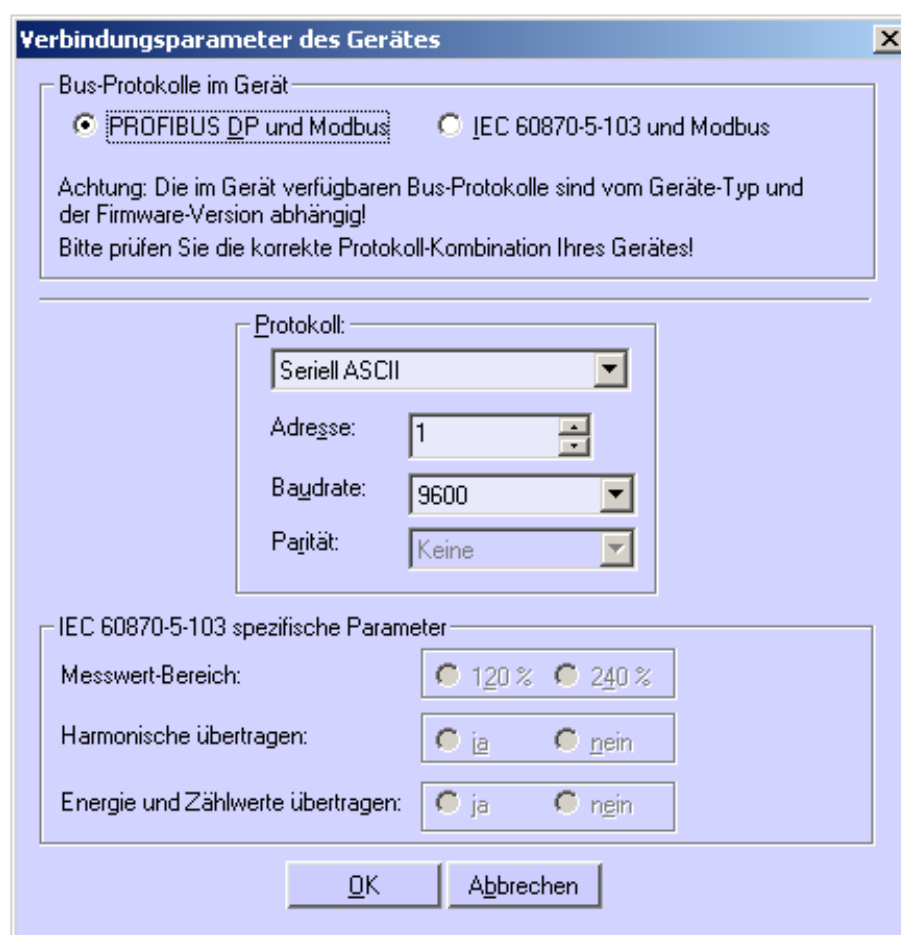 Verbindungsparameter des Gerätes
Bus-Protokolle im Gerät
PROFIBUS DP und Modbus
IEC 60870-5-103 und Modbus
Achtung: Die im Gerät verfügbaren Bus-Protokolle sind vom Geräte-Typ und
der Firmware-Version abhängig!
Bitte prüfen Sie die korrekte Protokoll-Kombination Ihres Gerätes!
Protokoll:
Seriell ASCII
Adresse:
1
Baudrate:
9600
Parität:
Keine
IEC 60870-5-103 spezifische Parameter
Messwert-Bereich:
120 %
240 %
Harmonische übertragen:
ja
nein
Energie und Zählwerte übertragen:
ja
nein
OK
Abbrechen